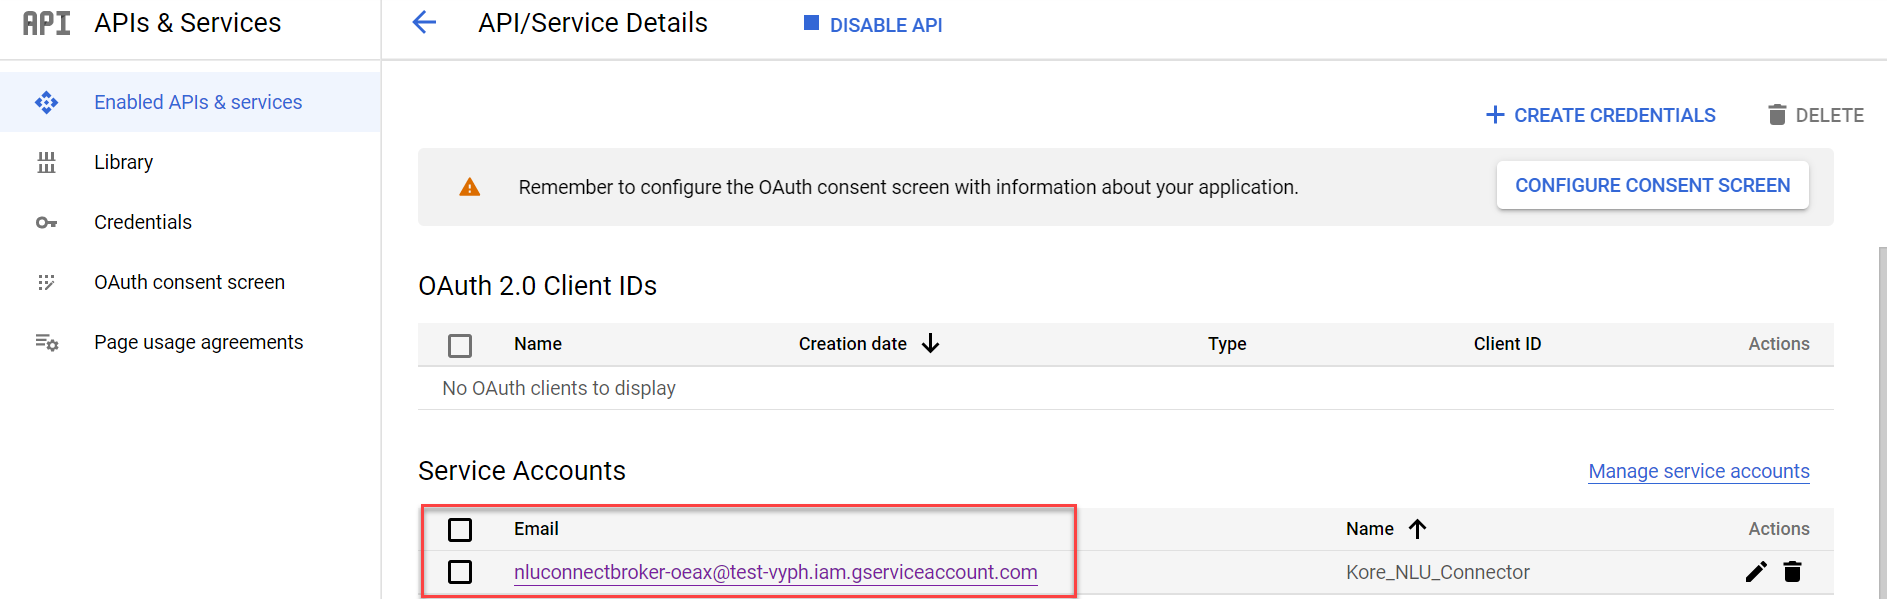 API APIs & Services
API/Service Details
DISABLE API
Enabled APIs & services
Library
Credentials
OAuth consent screen
Page usage agreements
CREATE CREDENTIALS
DELETE
Remember to configure the OAuth consent screen with information about your application.
CONFIGURE CONSENT SCREEN
OAuth 2.0 Client IDs
Name Creation date Type Client ID Actions
No OAuth clients to display
Service Accounts
Manage service accounts
Email Name Actions
nluconnectbroker-oeax@test-vyph.iam.gserviceaccount.com Kore_NLU_Connector